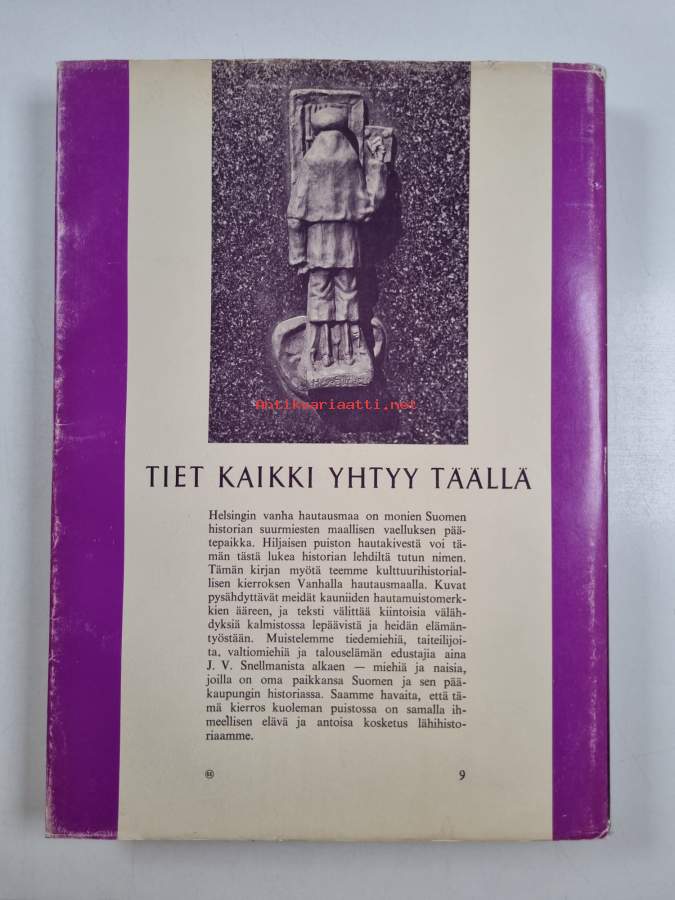 Antikvariaatti.net
TIET KAIKKI YHTYY TÄÄLLÄ
Helsingin vanha hautausmaa on monien Suomen
historian suurmiesten maallisen vaelluksen pää-
tepaikka. Hiljaisen puiston hautakivestä voi tä-
män tästä lukea historian lehdiltä tutun nimen.
Tämän kirjan myötä teemme kulttuurihistorial-
lisen kierroksen Vanhalla hautausmaalla. Kuvat
pysähdyttävät meidät kauniiden hautamuistomerk-
kien ääreen, ja teksti välittää kiintoisia väläh-
dyksiä kalmistossa lepäävistä ja heidän elämän-
työstään. Muistelemme tiedemiehiä, taiteilijoi-
ta, valtiomiehiä ja talouselämän edustajia aina
J. V. Snellmanista alkaen — miehiä ja naisia,
joilla on oma paikkansa Suomen ja sen pää-
kaupungin historiassa. Saamme havaita, että tä-
mä kierros kuoleman puistossa on samalla ih-
meellisen elävä ja antoisa kosketus lähihisto-
riaamme.
9